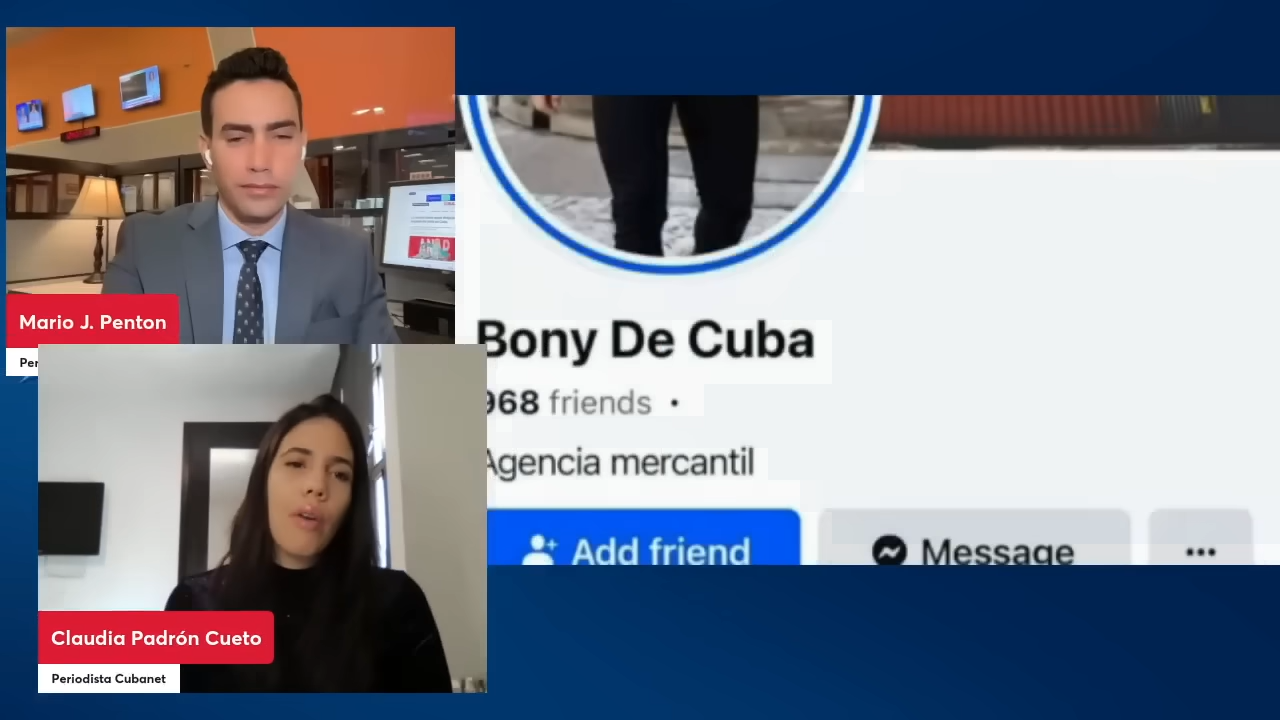 Mario J. Penton
Per
Claudia Padrón Cueto
Periodista Cubanet
Bony De Cuba
968 friends •
Agencia mercantil
Add friend
Message